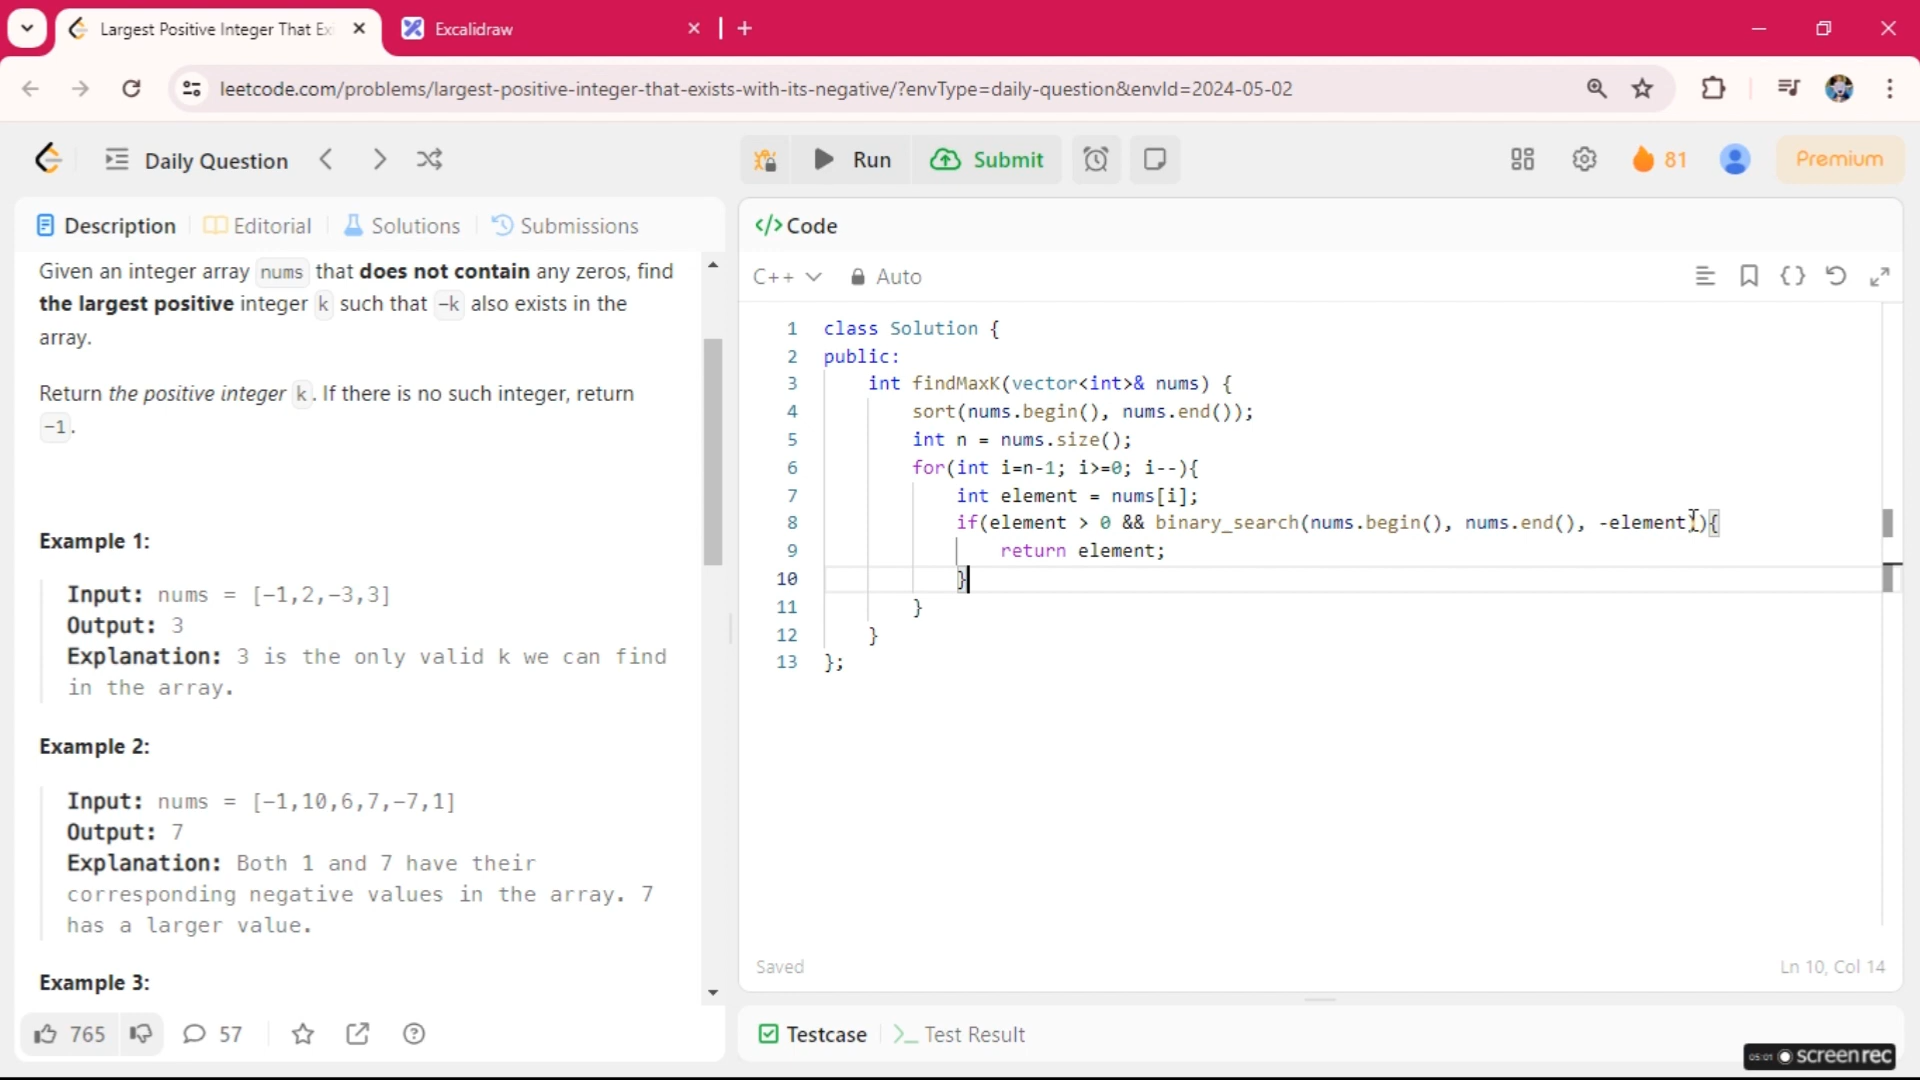 Largest Positive Integer That Ex
Excalidraw
leetcode.com/problems/largest-positive-integer-that-exists-with-its-negative/?envType=daily-question&envId=2024-05-02
Daily Question
Run
Submit
81
Premium
Description
Editorial
Solutions
Submissions
Given an integer array nums that does not contain any zeros, find
the largest positive integer k such that -k also exists in the
array.
Return the positive integer k. If there is no such integer, return
-1.
Example 1:
Input: nums = [-1,2,-3,3]
Output: 3
Explanation: 3 is the only valid k we can find
in the array.
Example 2:
Input: nums = [-1,10,6,7,-7,1]
Output: 7
Explanation: Both 1 and 7 have their
corresponding negative values in the array. 7
has a larger value.
Example 3:
765
57
</> Code
C++
Auto
1 class Solution {
2 public:
3 int findMaxK(vector<int>& nums) {
4 sort(nums.begin(), nums.end());
5 int n = nums.size();
6 for(int i=n-1; i>=0; i--){
7 int element = nums[i];
8 if(element > 0 && binary_search(nums.begin(), nums.end(), -element)){
9 return element;
10 }
11 }
12 }
13 };
Saved
Ln 10, Col 14
Testcase
Test Result
05:01 screenrec